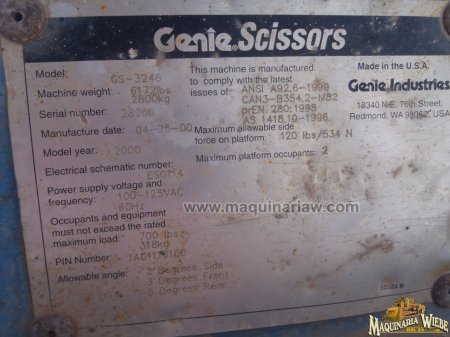 Genie. Scissors
Model: GS-3246
Machine weight: 6172lbs
2800kg
Serial number: 28966
Manufacture date: 04-25-00
Model year: 2000
Electrical schematic number:
ES0114
Power supply voltage and
frequency: 100-125VAC
60Hz
Occupants and equipment
must not exceed the rated
maximum load: 700 lbs
318kg
PIN Number:
Allowable angle: 2 Degrees Side
3 Degrees Front
5 Degrees Rear
This machine is manufactured
to comply with the latest
issues of: ANSI A92.6-1999
CAN3-B354.2-M82
prEN 280:1998
AS 1418.10-1996
Maximum allowable side
force on platform: 120 lbs/534 N
Maximum platform occupants: 2
Made in the U.S.A.
Genie Industries
18340 N.E. 76th Street,
Redmond, WA 98052, USA
www.maquinariaw.com
MAQUINARIA WIEBE